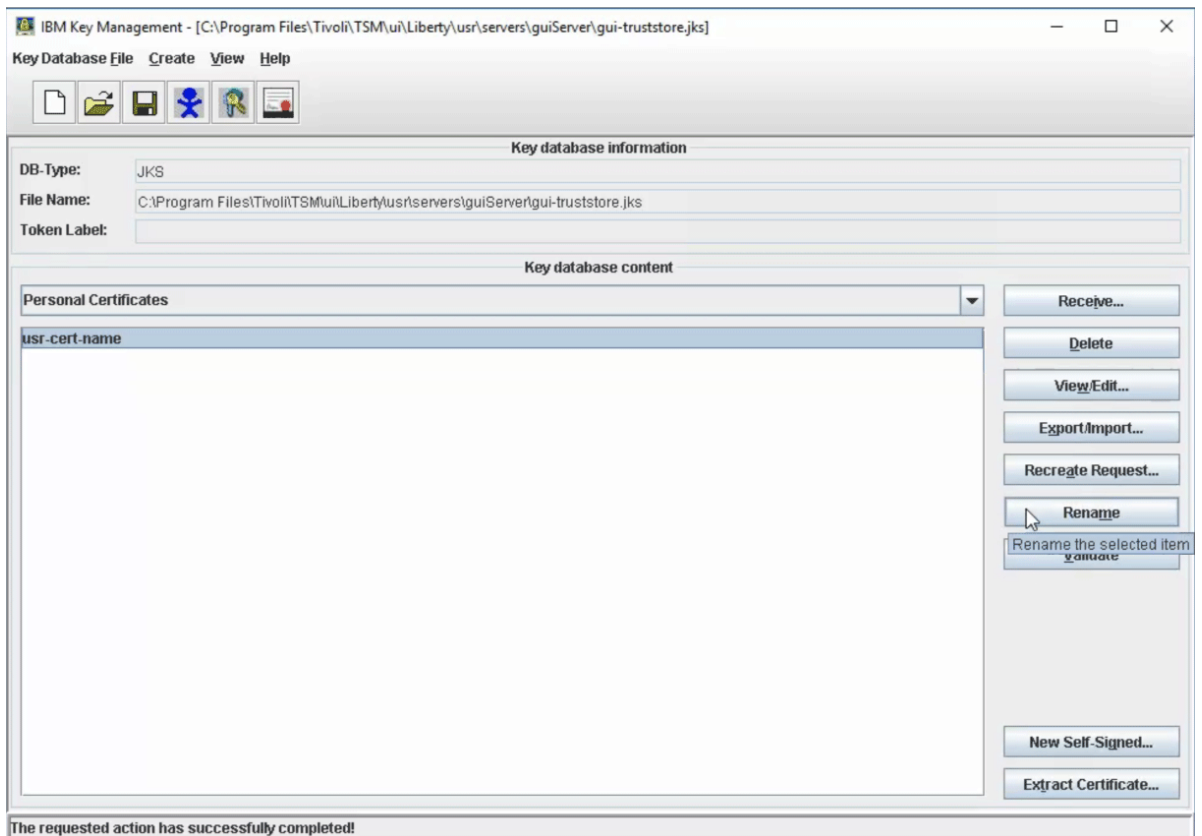 IBM Key Management - [C:\Program Files\Tivoli\TSM\ui\Liberty\usr\servers\guiServer\gui-truststore.jks]
Key Database File Create View Help
Key database information
DB-Type: JKS
File Name: C:\Program Files\Tivoli\TSM\ui\Liberty\usr\servers\guiServer\gui-truststore.jks
Token Label:
Key database content
Personal Certificates
Receive...
usr-cert-name
Delete
View/Edit...
Export/Import...
Recreate Request...
Rename
Rename the selected item
Validate
New Self-Signed...
Extract Certificate...
The requested action has successfully completed!